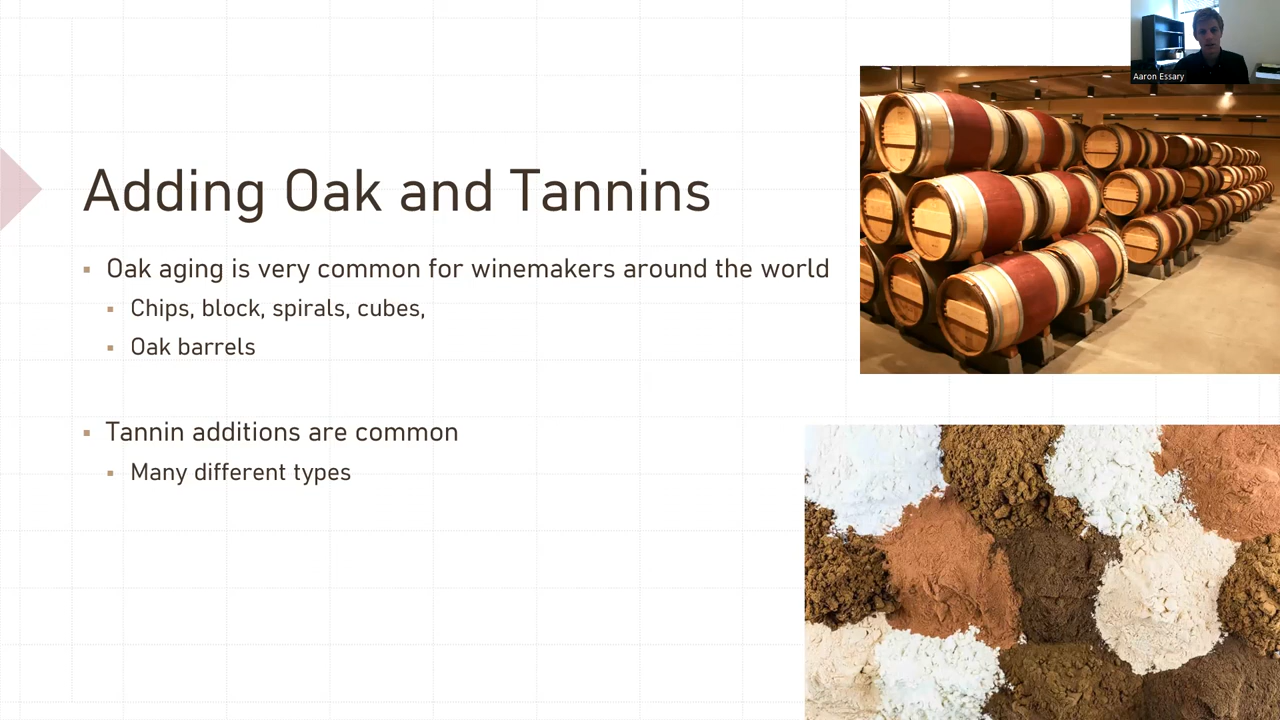 Aaron Essary
Adding Oak and Tannins
Oak aging is very common for winemakers around the world
Chips, block, spirals, cubes,
Oak barrels
Tannin additions are common
Many different types